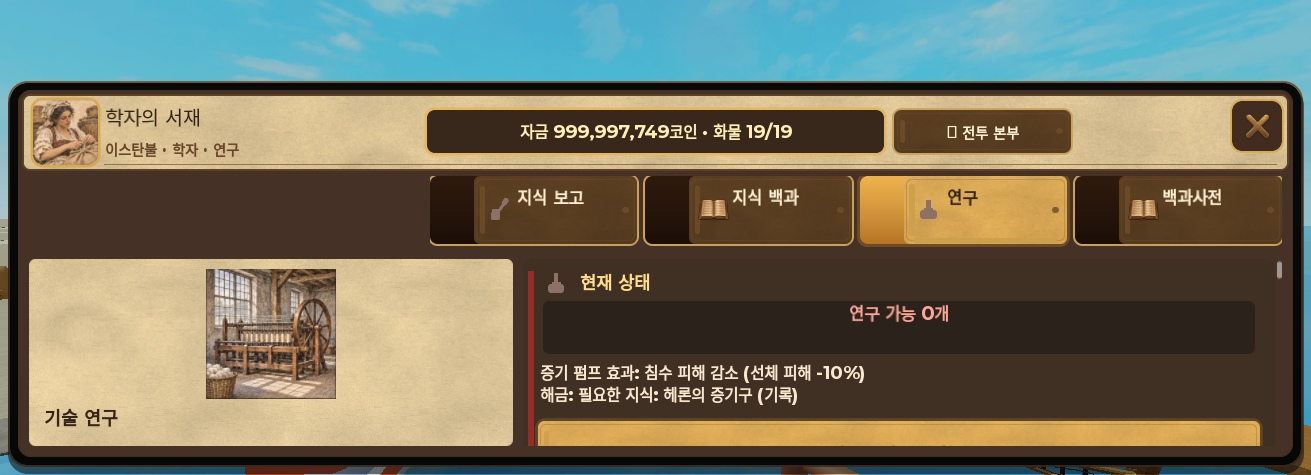 학자의 서재
이스탄불 · 학자 · 연구
자금 999,997,749코인 · 화물 19/19
전투 본부
지식 보고
지식 백과
연구
백과사전
기술 연구
현재 상태
연구 가능 0개
증기 펌프 효과: 침수 피해 감소 (선체 피해 -10%)
해금: 필요한 지식: 헤론의 증기구 (기록)